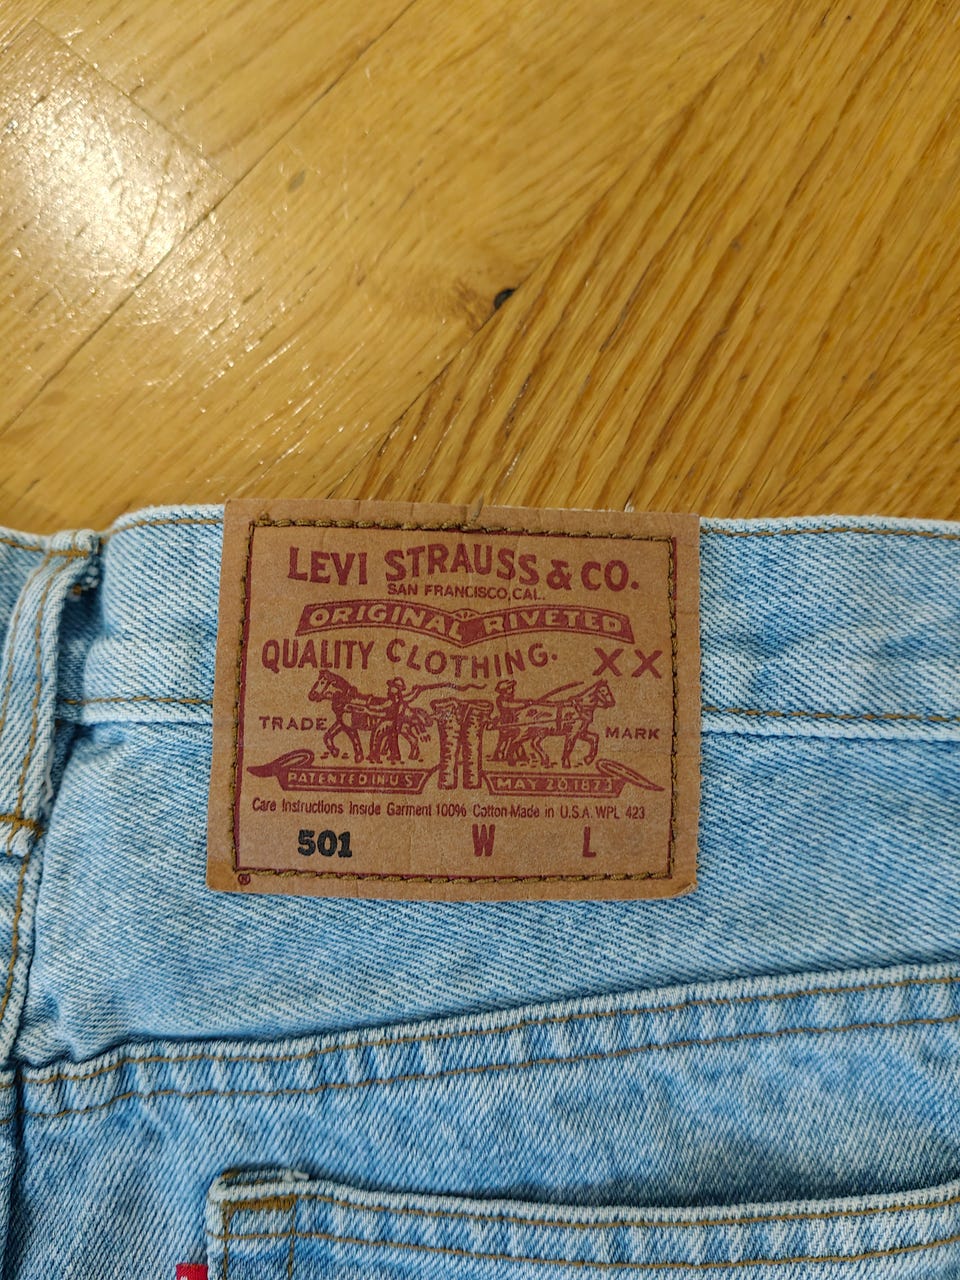 LEVI STRAUSS & CO.
SAN FRANCISCO, CAL.
ORIGINAL RIVETED
QUALITY CLOTHING. XX
TRADE MARK
PATENTED IN U.S. MAY 20 1873
Care Instructions Inside Garment 100% Cotton Made in U.S.A. WPL 423
501 W L
®